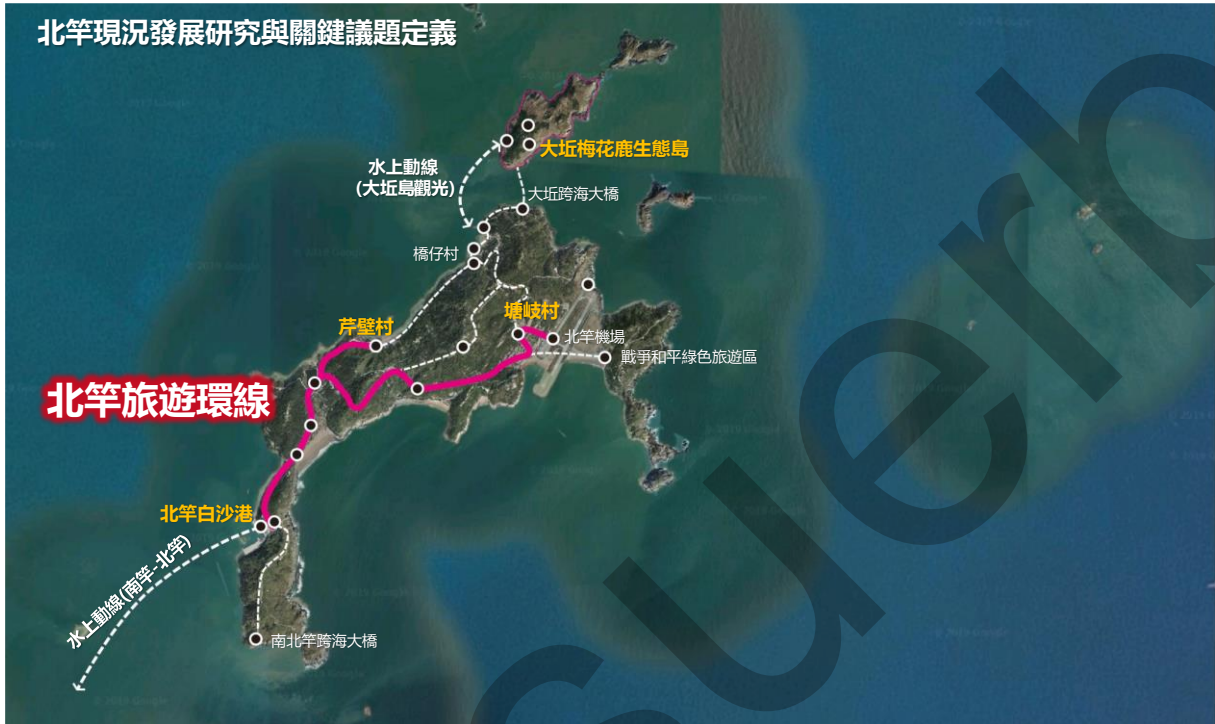 北竿現況發展研究與關鍵議題定義
大坵梅花鹿生態島
水上動線
(大坵島觀光)
大坵跨海大橋
橋仔村
塘岐村
芹壁村
北竿機場
戰爭和平綠色旅遊區
北竿旅遊環線
北竿白沙港
水上動線(南竿-北竿)
南北竿跨海大橋